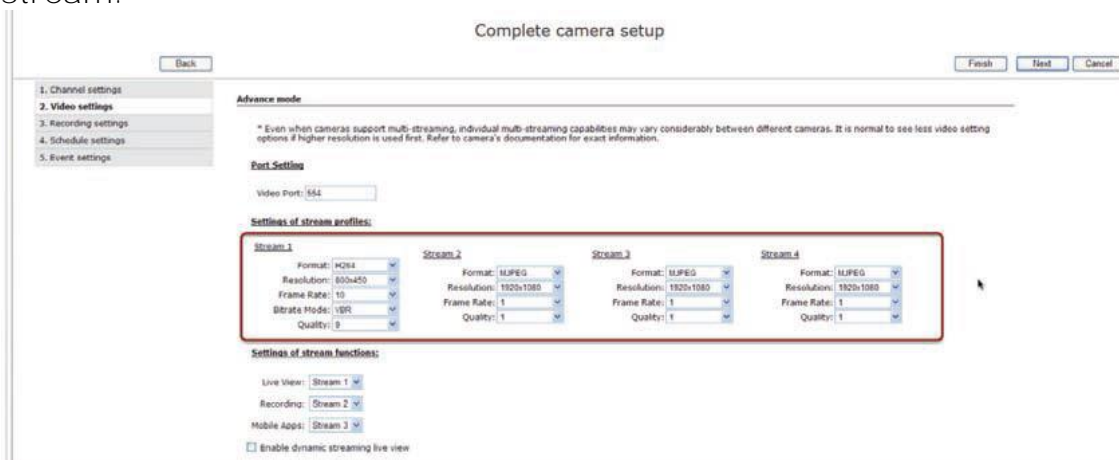 stream.
Complete camera setup
Back
Finish Next Cancel
1. Channel settings
2. Video settings
3. Recording settings
4. Schedule settings
5. Event settings
Advance mode
* Even when cameras support multi-streaming, individual multi-streaming capabilities may vary considerably between different cameras. It is normal to see less video setting
options if higher resolution is used first. Refer to camera's documentation for exact information.
Port Setting
Video Port: 554
Settings of stream profiles:
Stream 1
Format: H264
Resolution: 800x450
Frame Rate: 10
Bitrate Mode: VBR
Quality: 9
Stream 2
Format: MJPEG
Resolution: 1920x1080
Frame Rate: 1
Quality: 1
Stream 3
Format: MJPEG
Resolution: 1920x1080
Frame Rate: 1
Quality: 1
Stream 4
Format: MJPEG
Resolution: 1920x1080
Frame Rate: 1
Quality: 1
Settings of stream functions:
Live View: Stream 1
Recording: Stream 2
Mobile Apps: Stream 3
Enable dynamic streaming live view